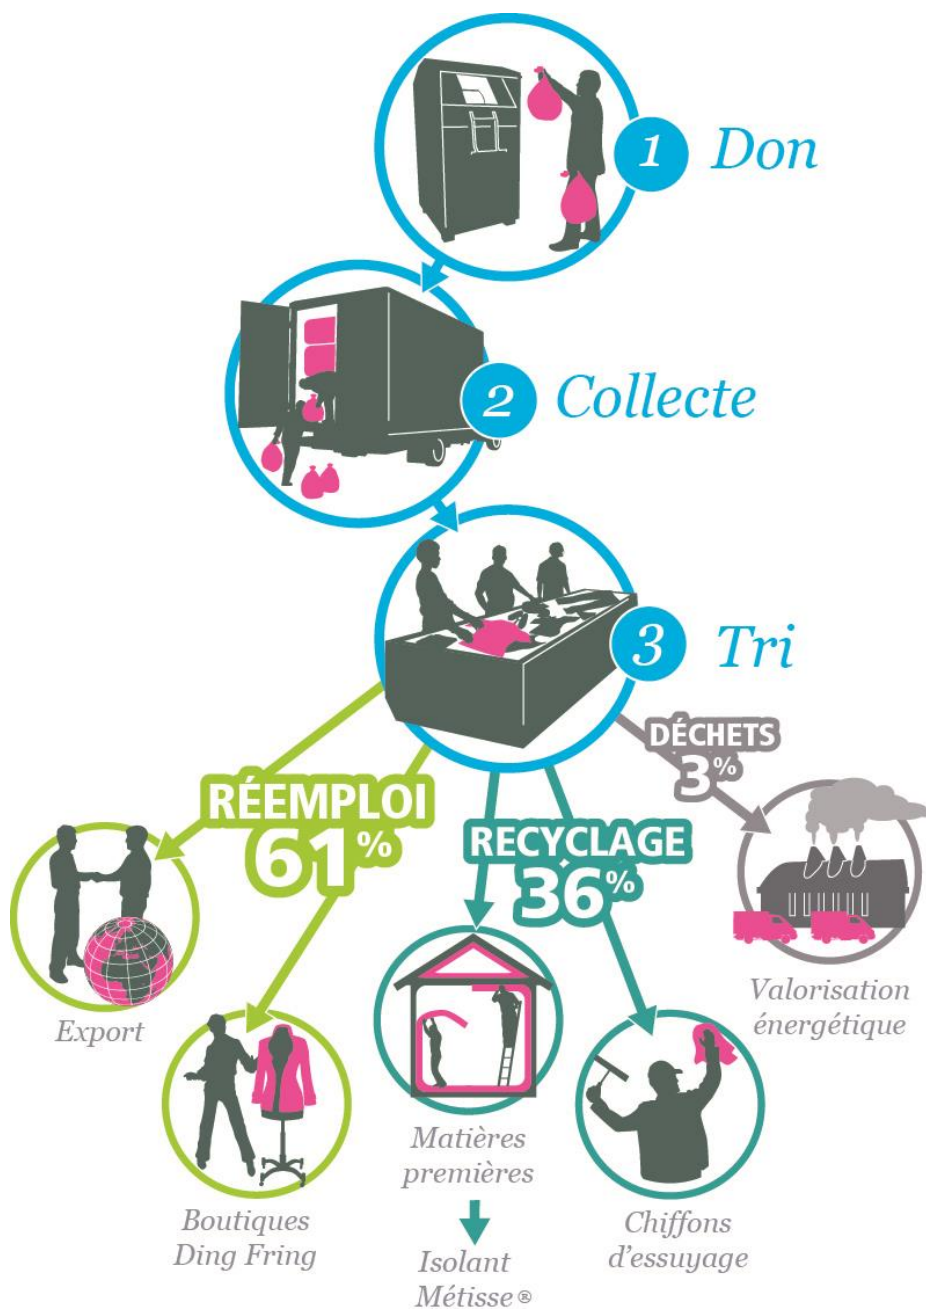 1 Don
2 Collecte
3 Tri
DÉCHETS
3%
RÉEMPLOI
61%
RECYCLAGE
36%
Export
Valorisation
énergétique
Boutiques
Ding Fring
Matières
premières
Isolant
Métisse®
Chiffons
d'essuyage